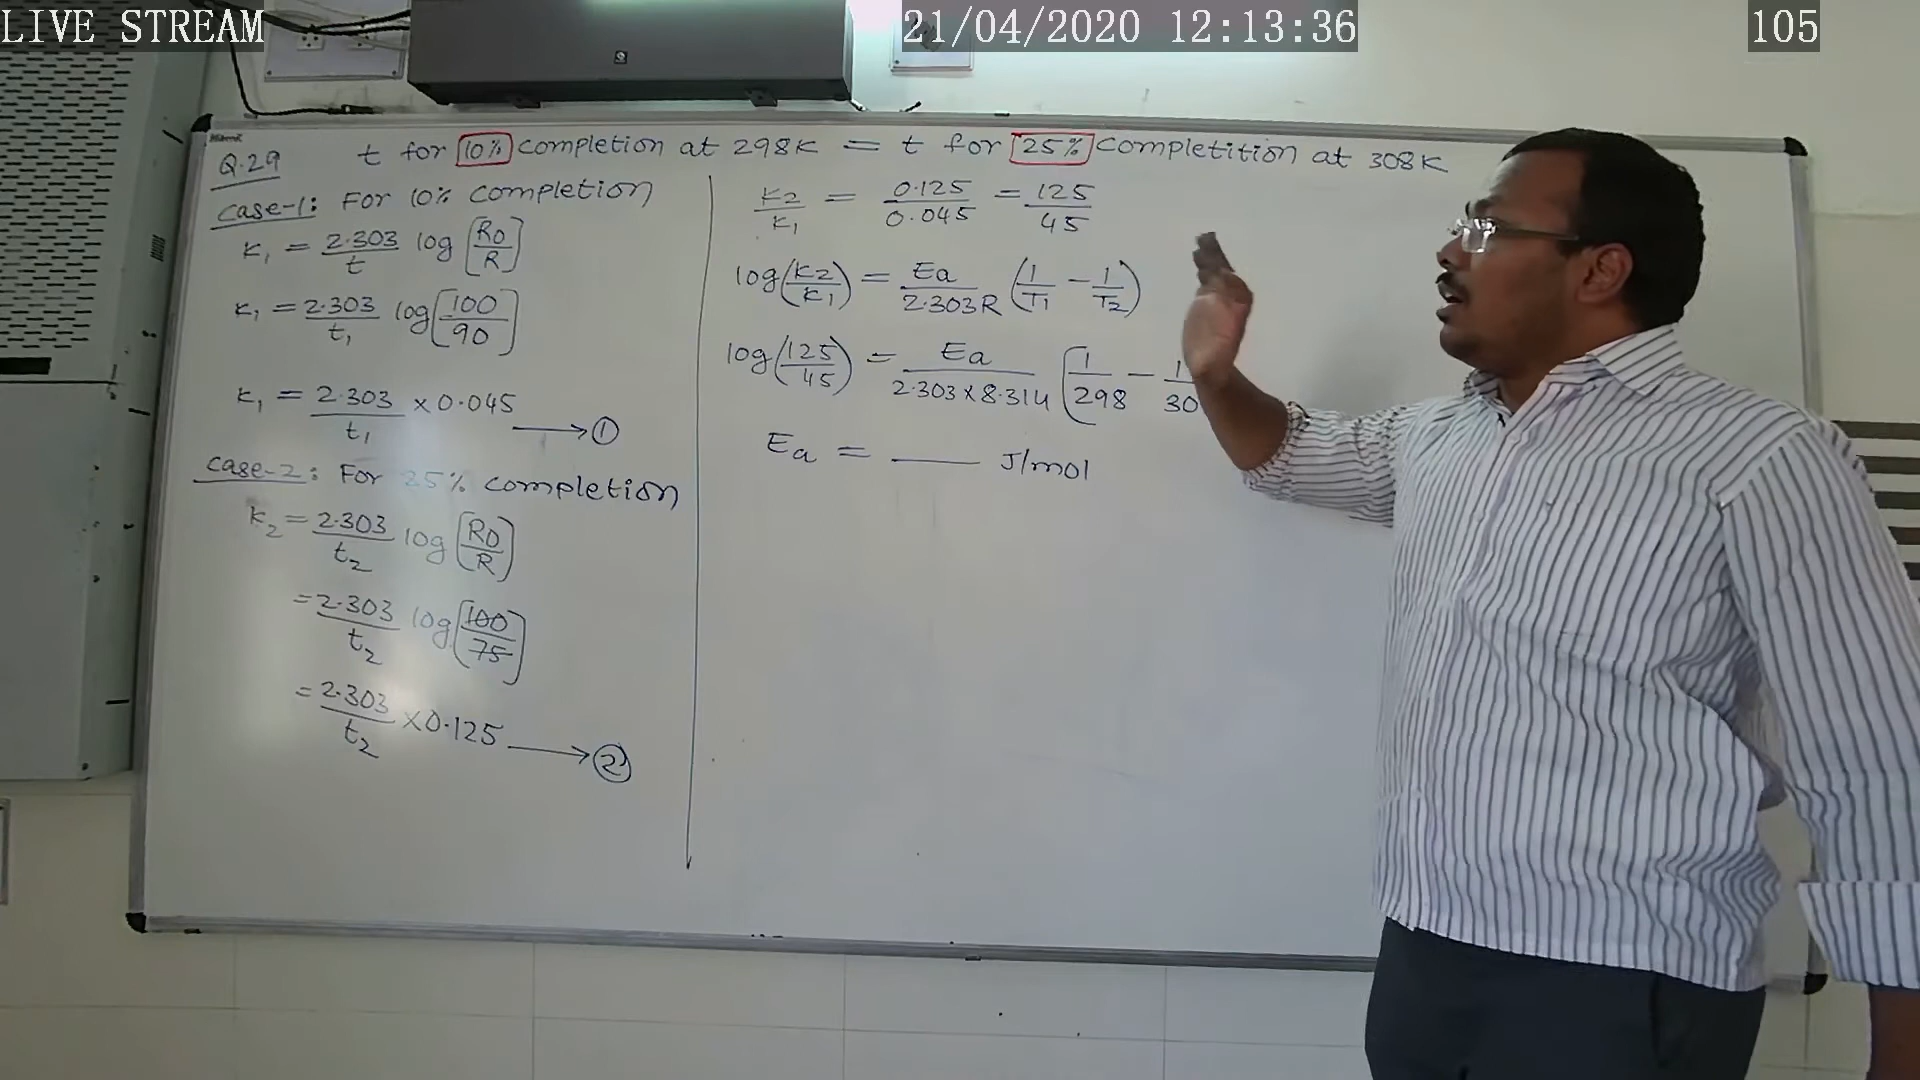 LIVE STREAM 21/04/2020 12:13:36 105
Q.29 t for 10% completion at 298K = t for 25% completition at 308K
Case-1: For 10% completion
K₁ = 2.303/t log [R0/R]
K₁ = 2.303/t₁ log [100/90]
K₁ = 2.303/t₁ × 0.045 → ①
Case-2: For 25% completion
K₂ = 2.303/t₂ log [R0/R]
= 2.303/t₂ log [100/75]
= 2.303/t₂ × 0.125 → ②
K2/K₁ = 0.125/0.045 = 125/45
log (K2/K₁) = Ea/2.303R (1/T₁ − 1/T₂)
log (125/45) = Ea/2.303×8.314 [1/298 − 1/30
Ea = ___ J/mol